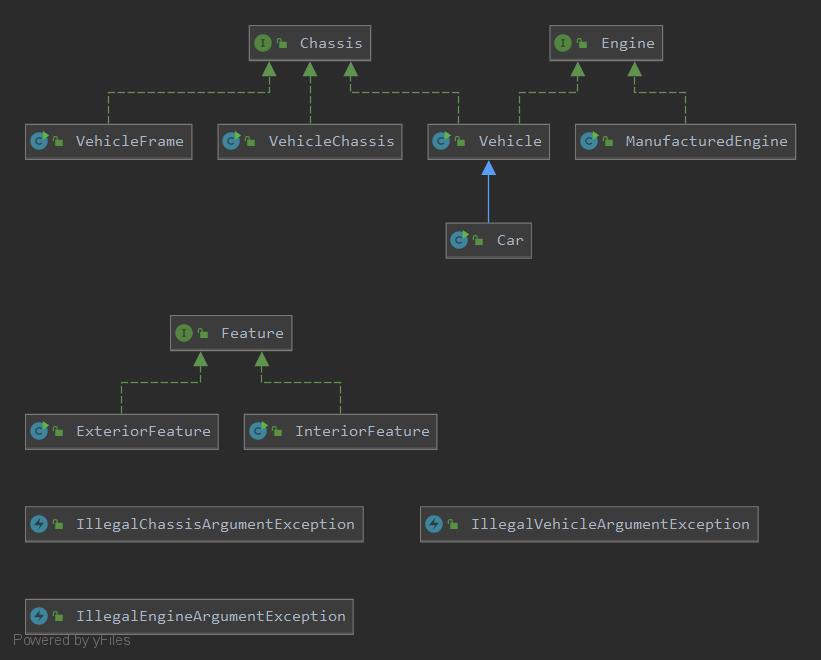 Chassis
Engine
VehicleFrame
VehicleChassis
Vehicle
ManufacturedEngine
Car
Feature
ExteriorFeature
InteriorFeature
IllegalChassisArgumentException
IllegalVehicleArgumentException
IllegalEngineArgumentException
Powered by yFiles